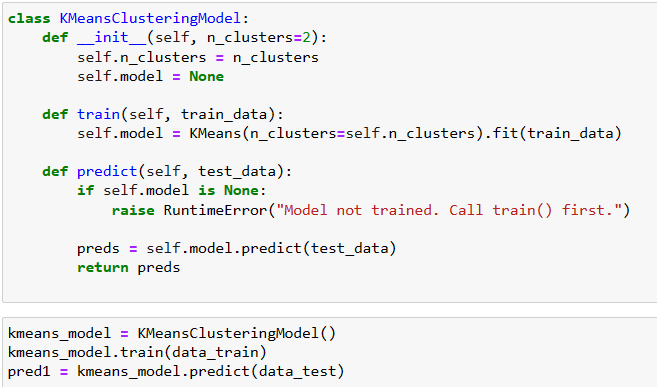 class KMeansClusteringModel:
    def __init__(self, n_clusters=2):
        self.n_clusters = n_clusters
        self.model = None
    def train(self, train_data):
        self.model = KMeans(n_clusters=self.n_clusters).fit(train_data)
    def predict(self, test_data):
        if self.model is None:
            raise RuntimeError("Model not trained. Call train() first.")
        preds = self.model.predict(test_data)
        return preds
kmeans_model = KMeansClusteringModel()
kmeans_model.train(data_train)
pred1 = kmeans_model.predict(data_test)